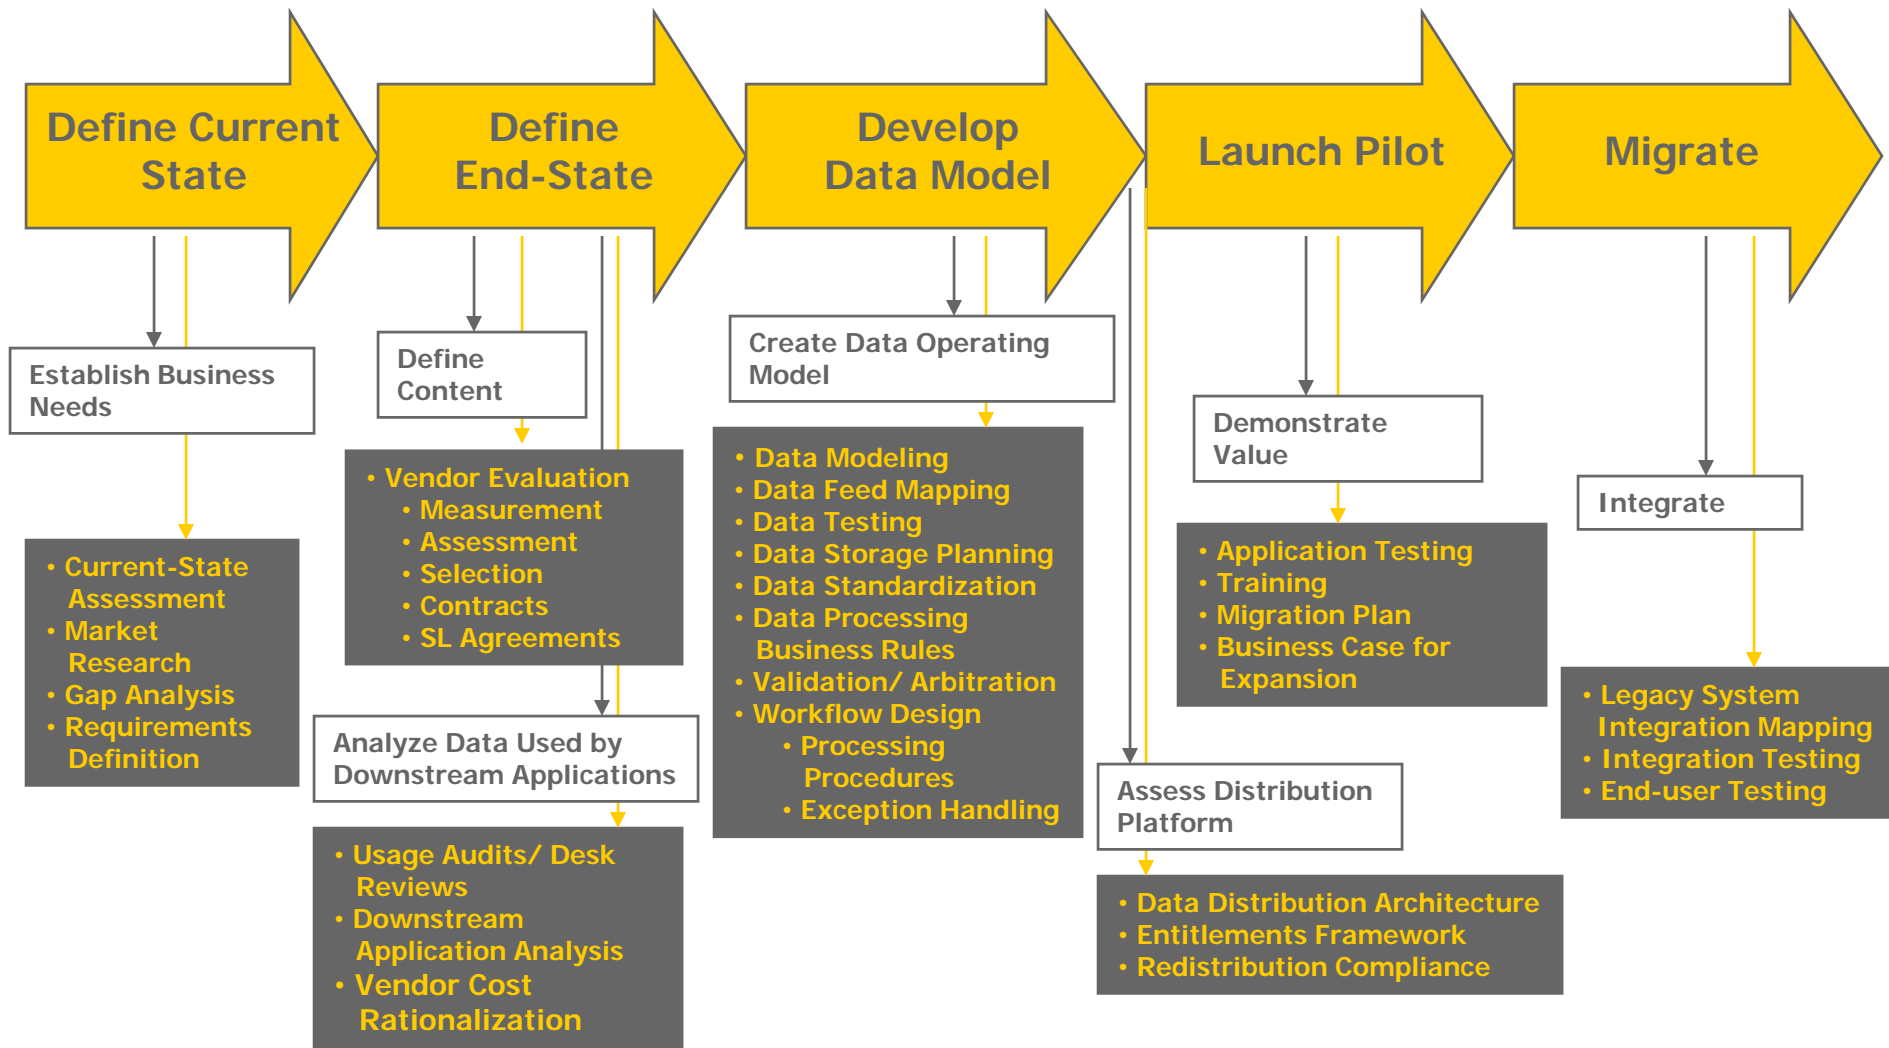 Define Current
State
Define
End-State
Develop
Data Model
Launch Pilot
Migrate
Establish Business
Needs
• Current-State
Assessment
• Market
Research
• Gap Analysis
• Requirements
Definition
Define
Content
• Vendor Evaluation
• Measurement
• Assessment
• Selection
• Contracts
• SL Agreements
Analyze Data Used by
Downstream Applications
• Usage Audits/ Desk
Reviews
• Downstream
Application Analysis
• Vendor Cost
Rationalization
Create Data Operating
Model
• Data Modeling
• Data Feed Mapping
• Data Testing
• Data Storage Planning
• Data Standardization
• Data Processing
Business Rules
• Validation/ Arbitration
• Workflow Design
• Processing
Procedures
• Exception Handling
Assess Distribution
Platform
• Data Distribution Architecture
• Entitlements Framework
• Redistribution Compliance
Demonstrate
Value
• Application Testing
• Training
• Migration Plan
• Business Case for
Expansion
Integrate
• Legacy System
Integration Mapping
• Integration Testing
• End-user Testing